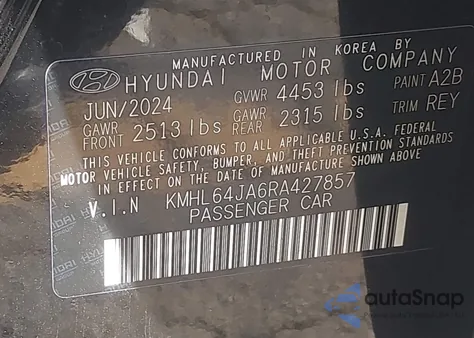 MANUFACTURED IN KOREA BY
HYUNDAI MOTOR COMPANY
JUN/2024 GVWR 4453 lbs PAINT A2B
GAWR FRONT 2513 lbs GAWR REAR 2315 lbs TRIM REY
THIS VEHICLE CONFORMS TO ALL APPLICABLE U.S.A. FEDERAL
MOTOR VEHICLE SAFETY, BUMPER, AND THEFT PREVENTION STANDARDS
IN EFFECT ON THE DATE OF MANUFACTURE SHOWN ABOVE.
V.I.N KMHL64JA6RA427857
PASSENGER CAR
autoSnap